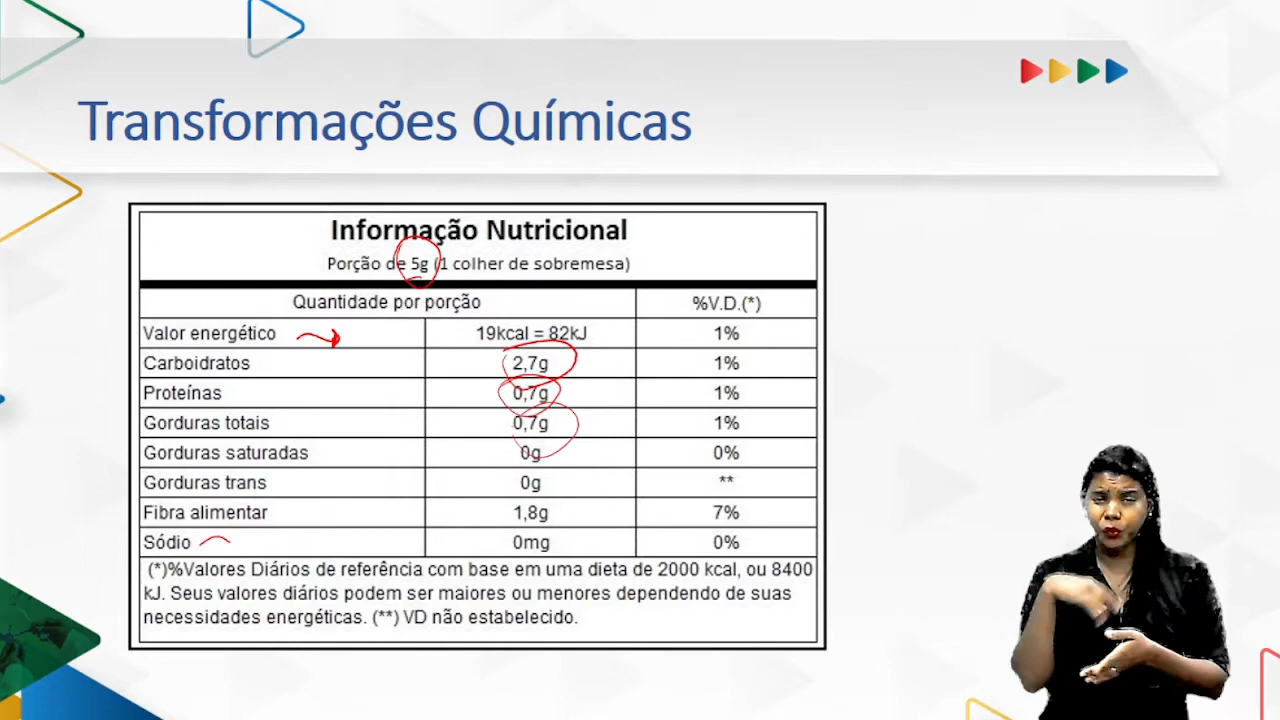 Transformações Químicas
Informação Nutricional
Porção de 5g (1 colher de sobremesa)
Quantidade por porção %V.D.(*)
Valor energético 19kcal = 82kJ 1%
Carboidratos 2,7g 1%
Proteínas 0,7g 1%
Gorduras totais 0,7g 1%
Gorduras saturadas 0g 0%
Gorduras trans 0g **
Fibra alimentar 1,8g 7%
Sódio 0mg 0%
(*)%Valores Diários de referência com base em uma dieta de 2000 kcal, ou 8400
kJ. Seus valores diários podem ser maiores ou menores dependendo de suas
necessidades energéticas. (**) VD não estabelecido.